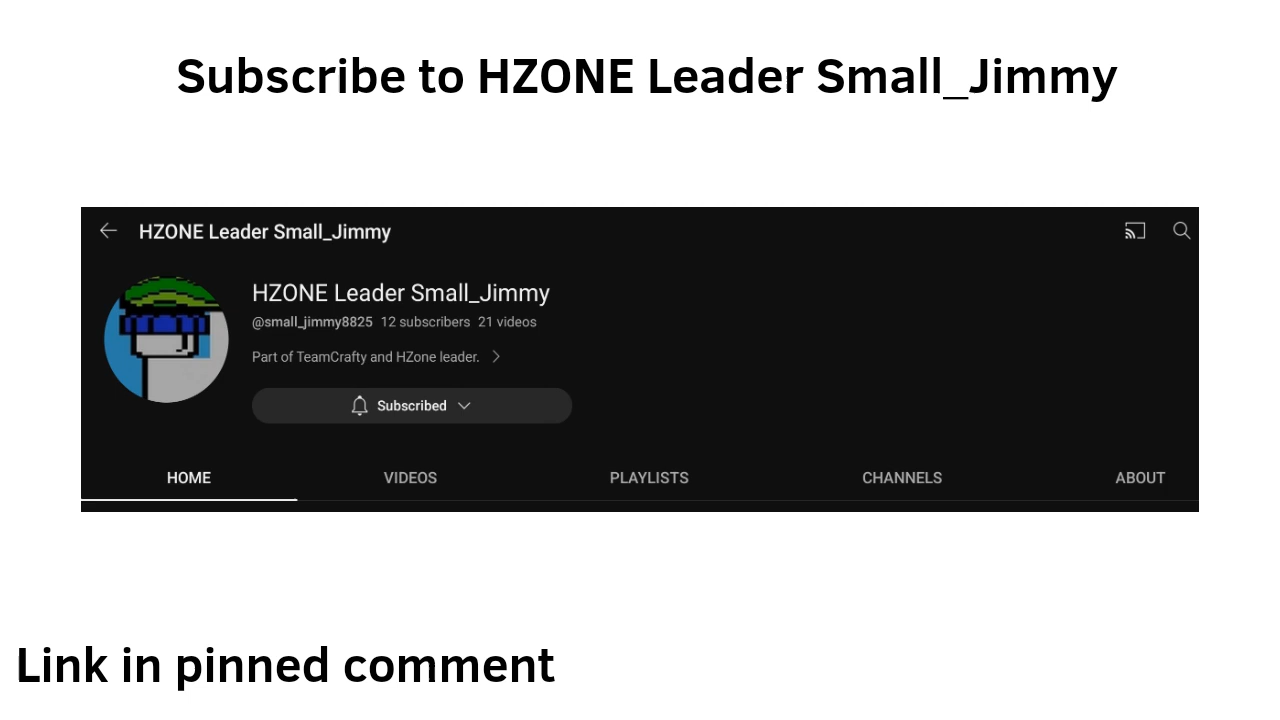 Subscribe to HZONE Leader Small_Jimmy
HZONE Leader Small_Jimmy
HZONE Leader Small_Jimmy
@small_jimmy8825 12 subscribers 21 videos
Part of TeamCrafty and HZone leader.
Subscribed
HOME VIDEOS PLAYLISTS CHANNELS ABOUT
Link in pinned comment